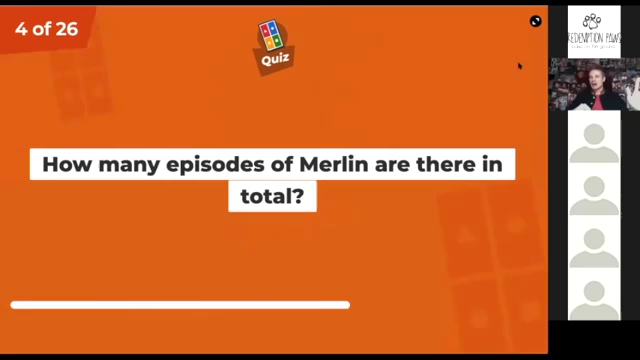 4 of 26
Quiz
How many episodes of Merlin are there in
total?
REDEMPTION PAWS